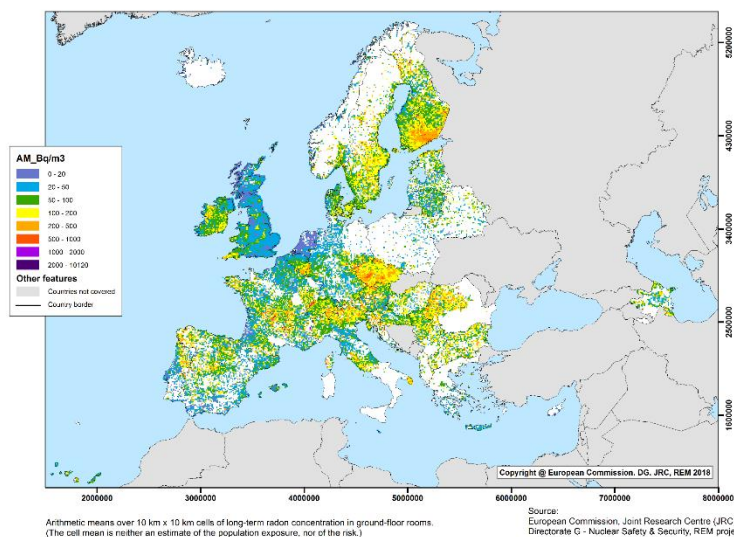 AM_Bq/m3
0 - 20
20 - 50
50 - 100
100 - 200
200 - 500
500 - 1000
1000 - 2000
2000 - 10120
Other features
Countries not covered
Country border
5200000
4300000
3400000
2500000
1600000
Copyright @ European Commission. DG. JRC, REM 2018
2000000 3000000 4000000 5000000 6000000 7000000 8000000
Arithmetic means over 10 km x 10 km cells of long-term radon concentration in ground-floor rooms.
(The cell mean is neither an estimate of the population exposure, nor of the risk.)
Source:
European Commission, Joint Research Centre (JRC
Directorate G - Nuclear Safety & Security, REM proje